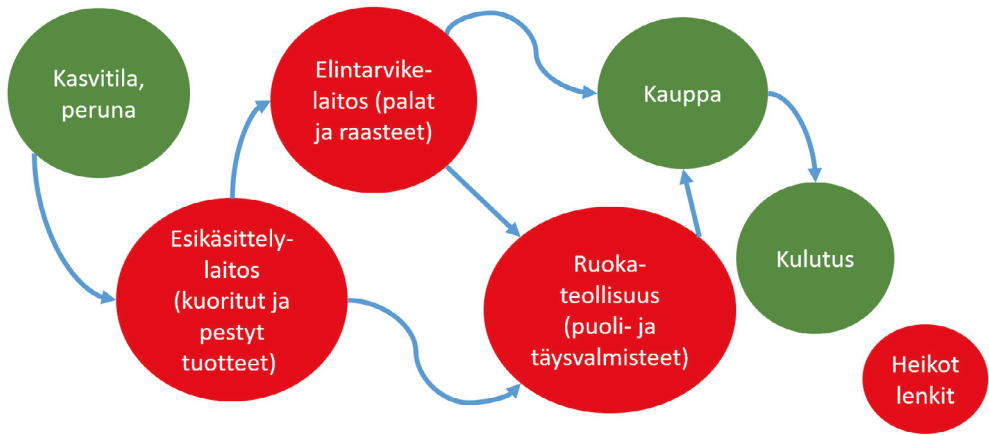 Kasvitila,
peruna
Elintarvike-
laitos (palat
ja raasteet)
Kauppa
Esikäsittely-
laitos
(kuoritut ja
pestyt
tuotteet)
Ruoka-
teollisuus
(puoli- ja
täysvalmisteet)
Kulutus
Heikot
lenkit